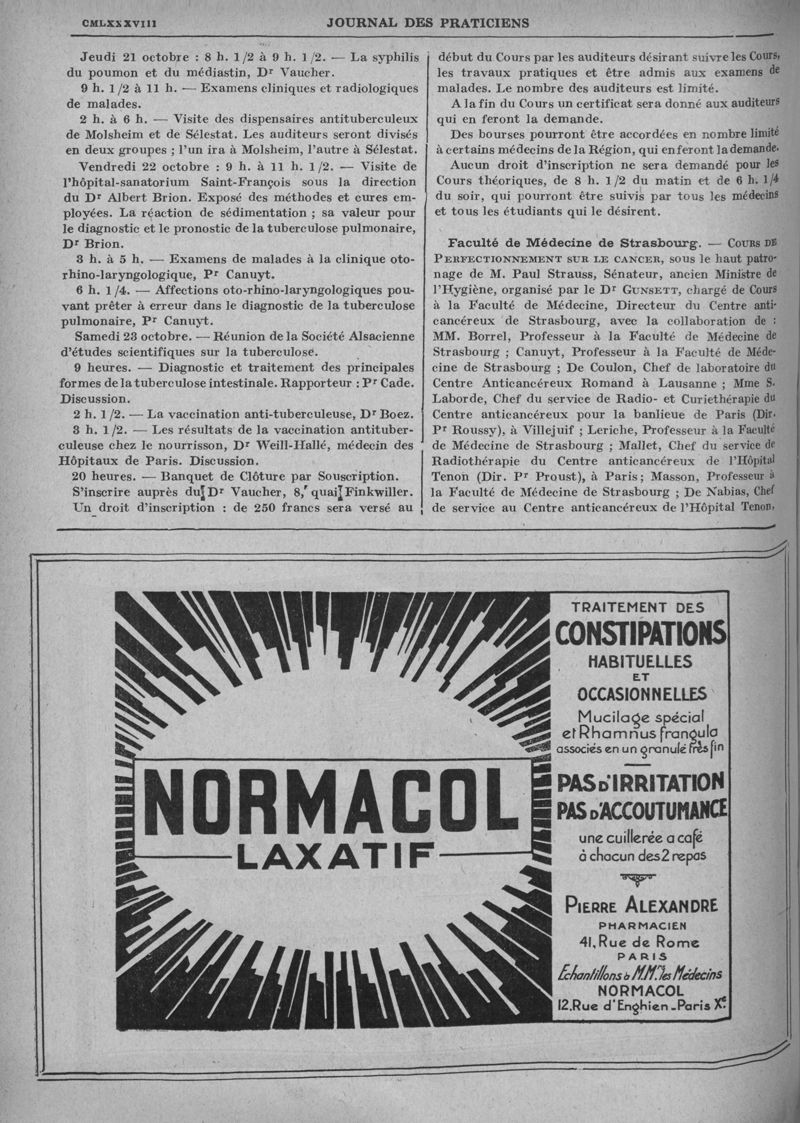 CMLXXXVIII
JOURNAL DES PRATICIENS
Jeudi 21 octobre : 8 h. 1/2 à 9 h. 1/2. — La syphilis
du poumon et du médiastin, Dr Vaucher.
9 h. 1/2 à 11 h. — Examens cliniques et radiologiques
de malades.
2 h. à 6 h. — Visite des dispensaires antituberculeux
de Molsheim et de Sélestat. Les auditeurs seront divisés
en deux groupes ; l'un ira à Molsheim, l'autre à Sélestat.
Vendredi 22 octobre : 9 h. à 11 h. 1/2. — Visite de
l'hôpital-sanatorium Saint-François sous la direction
du Dr Albert Brion. Exposé des méthodes et cures em-
ployées. La réaction de sédimentation ; sa valeur pour
le diagnostic et le pronostic de la tuberculose pulmonaire,
Dr Brion.
3 h. à 5 h. — Examens de malades à la clinique oto-
rhino-laryngologique, Pr Canuyt.
6 h. 1/4. — Affections oto-rhino-laryngologiques pou-
vant prêter à erreur dans le diagnostic de la tuberculose
pulmonaire, Pr Canuyt.
Samedi 23 octobre. — Réunion de la Société Alsacienne
d'études scientifiques sur la tuberculose.
9 heures. — Diagnostic et traitement des principales
formes de la tuberculose intestinale. Rapporteur : Pr Cade.
Discussion.
2 h. 1/2. — La vaccination anti-tuberculeuse, Dr Boez.
3 h. 1/2. — Les résultats de la vaccination antituber-
culeuse chez le nourrisson, Dr Weill-Hallé, médecin des
Hôpitaux de Paris. Discussion.
20 heures. — Banquet de Clôture par Souscription.
S'inscrire auprès du Dr Vaucher, 8, quai Finkwiller.
Un droit d'inscription : de 250 francs sera versé au
début du Cours par les auditeurs désirant suivre les Cours,
les travaux pratiques et être admis aux examens de
malades. Le nombre des auditeurs est limité.
A la fin du Cours un certificat sera donné aux auditeurs
qui en feront la demande.
Des bourses pourront être accordées en nombre limité
à certains médecins de la Région, qui en feront la demande.
Aucun droit d'inscription ne sera demandé pour les
Cours théoriques, de 8 h. 1/2 du matin et de 6 h. 1/4
du soir, qui pourront être suivis par tous les médecins
et tous les étudiants qui le désirent.
Faculté de Médecine de Strasbourg. — COURS DE
PERFECTIONNEMENT SUR LE CANCER, sous le haut patro-
nage de M. Paul Strauss, Sénateur, ancien Ministre de
l'Hygiène, organisé par le Dr GUNSETT, chargé de Cours
à la Faculté de Médecine, Directeur du Centre anti-
cancéreux de Strasbourg, avec la collaboration de :
MM. Borrel, Professeur à la Faculté de Médecine de
Strasbourg ; Canuyt, Professeur à la Faculté de Méde-
cine de Strasbourg ; De Coulon, Chef de laboratoire du
Centre Anticancéreux Romand à Lausanne ; Mme S.
Laborde, Chef du service de Radio- et Curiethérapie du
Centre anticancéreux pour la banlieue de Paris (Dir.
Pr Roussy), à Villejuif ; Leriche, Professeur à la Faculté
de Médecine de Strasbourg ; Mallet, Chef du service de
Radiothérapie du Centre anticancéreux de l'Hôpital
Tenon (Dir. Pr Proust), à Paris ; Masson, Professeur à
la Faculté de Médecine de Strasbourg ; De Nabias, Chef
de service au Centre anticancéreux de l'Hôpital Tenon,
NORMACOL
LAXATIF
TRAITEMENT DES
CONSTIPATIONS
HABITUELLES
ET
OCCASIONNELLES
Mucilage spécial
et Rhamnus frangula
associés en un granulé très fin
PAS D'IRRITATION
PAS D'ACCOUTUMANCE
une cuillerée a café
à chacun des 2 repas
PIERRE ALEXANDRE
PHARMACIEN
41, Rue de Rome
PARIS
Échantillons à MM. les Médecins
NORMACOL
12. Rue d'Enghien - Paris Xe.